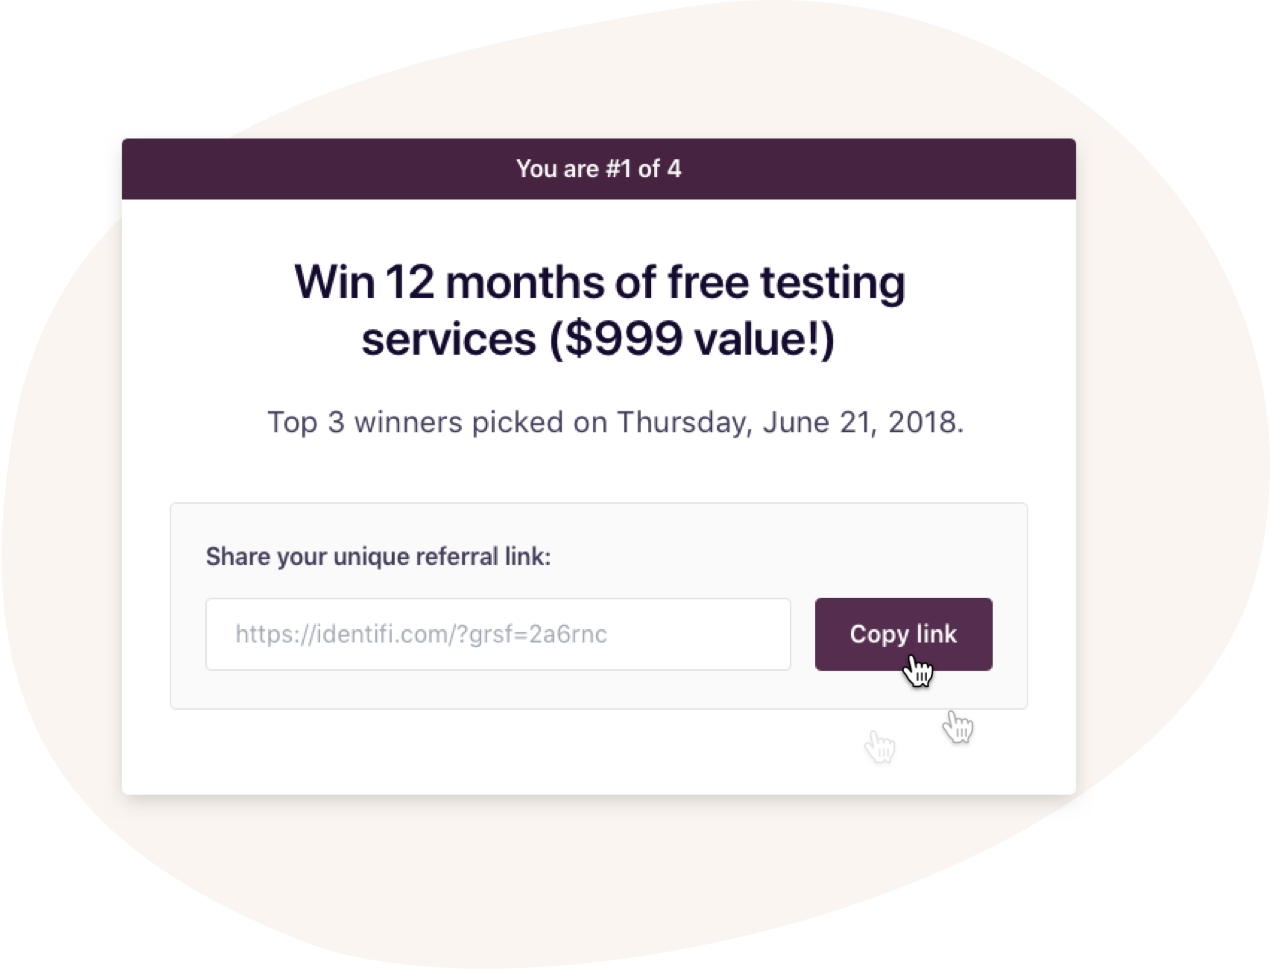 You are #1 of 4
Win 12 months of free testing
services ($999 value!)
Top 3 winners picked on Thursday, June 21, 2018.
Share your unique referral link:
https://identifi.com/?grsf=2a6rnc
Copy link